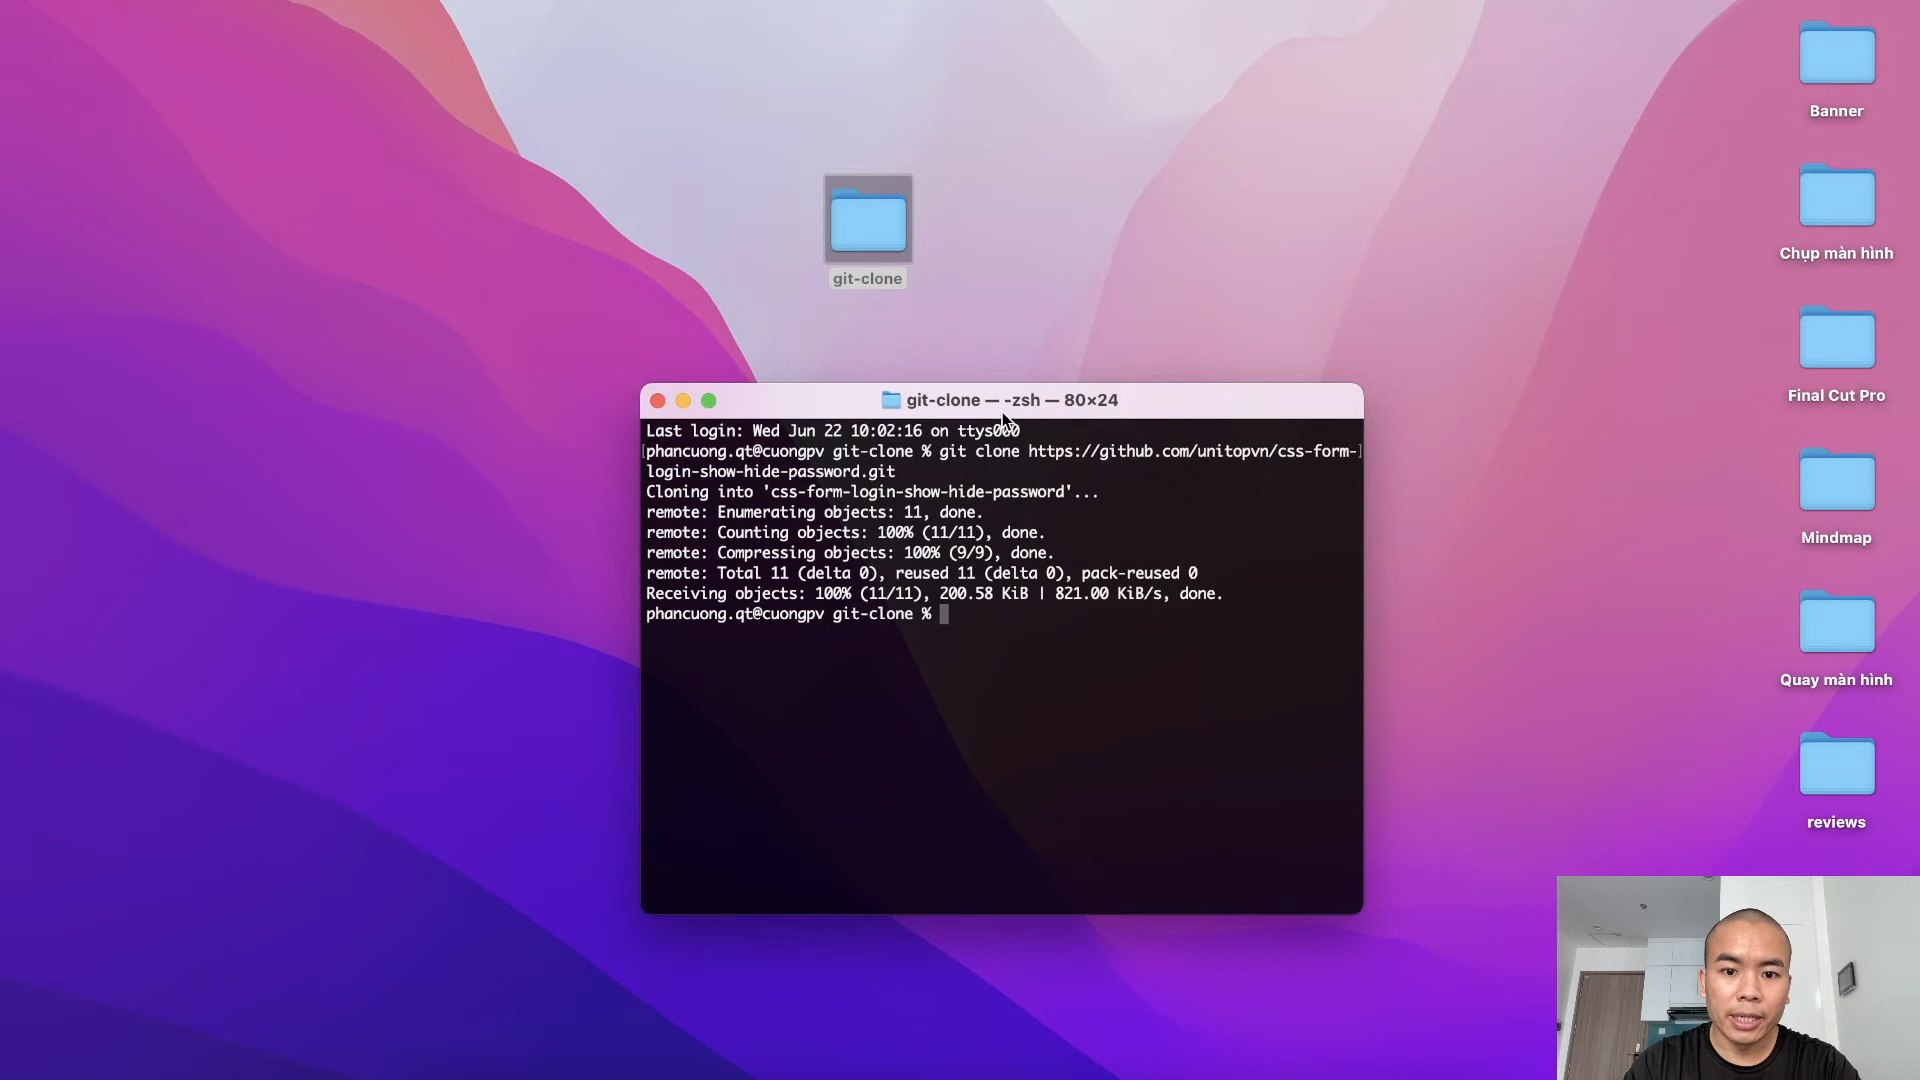 Banner
Chụp màn hình
git-clone
Final Cut Pro
git-clone — -zsh — 80×24
Last login: Wed Jun 22 10:02:16 on ttys000
[phancuong.qt@cuongpv git-clone % git clone https://github.com/unitopvn/css-form-]
login-show-hide-password.git
Cloning into 'css-form-login-show-hide-password'...
remote: Enumerating objects: 11, done.
remote: Counting objects: 100% (11/11), done.
remote: Compressing objects: 100% (9/9), done.
remote: Total 11 (delta 0), reused 11 (delta 0), pack-reused 0
Receiving objects: 100% (11/11), 200.58 KiB | 821.00 KiB/s, done.
phancuong.qt@cuongpv git-clone %
Mindmap
Quay màn hình
reviews